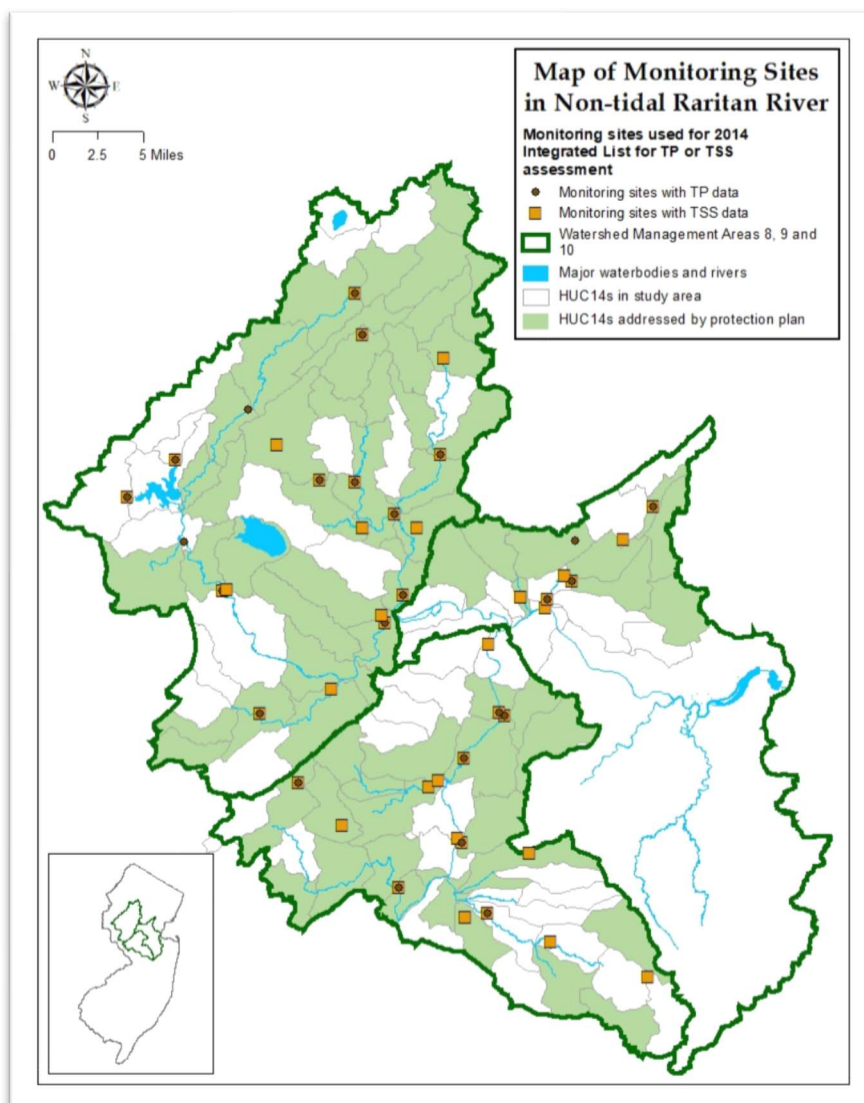 N
W E
S
0 2.5 5 Miles
Map of Monitoring Sites
in Non-tidal Raritan River
Monitoring sites used for 2014
Integrated List for TP or TSS
assessment
Monitoring sites with TP data
Monitoring sites with TSS data
Watershed Management Areas 8, 9 and
10
Major waterbodies and rivers
HUC14s in study area
HUC14s addressed by protection plan